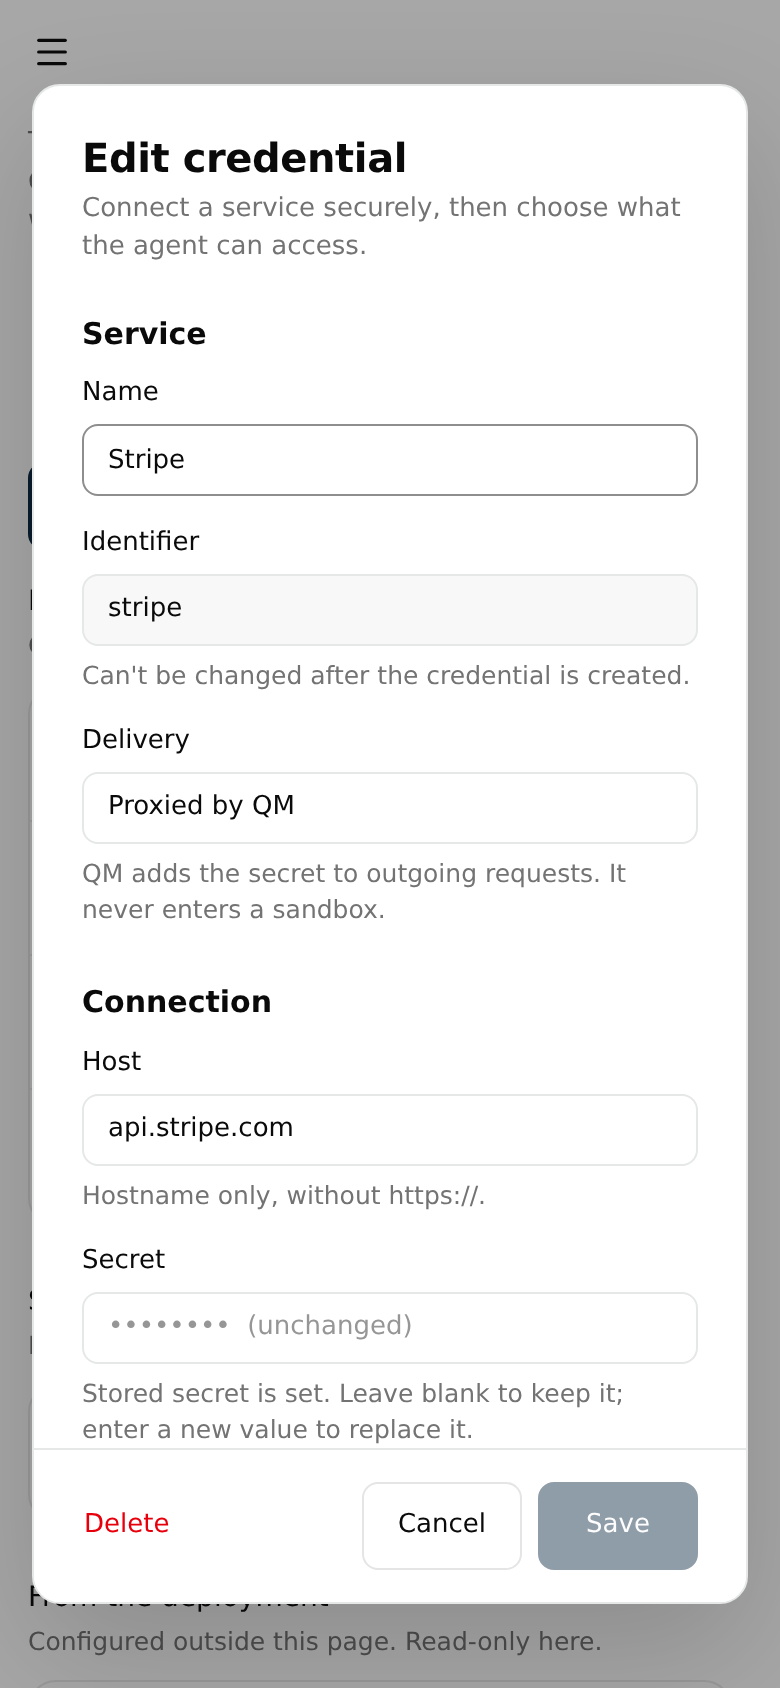 Edit credential
Connect a service securely, then choose what
the agent can access.
Service
Name
Stripe
Identifier
stripe
Can't be changed after the credential is created.
Delivery
Proxied by QM
QM adds the secret to outgoing requests. It
never enters a sandbox.
Connection
Host
api.stripe.com
Hostname only, without https://.
Secret
•••••••• (unchanged)
Stored secret is set. Leave blank to keep it;
enter a new value to replace it.
Delete
Cancel
Save
From the deployment
Configured outside this page. Read-only here.